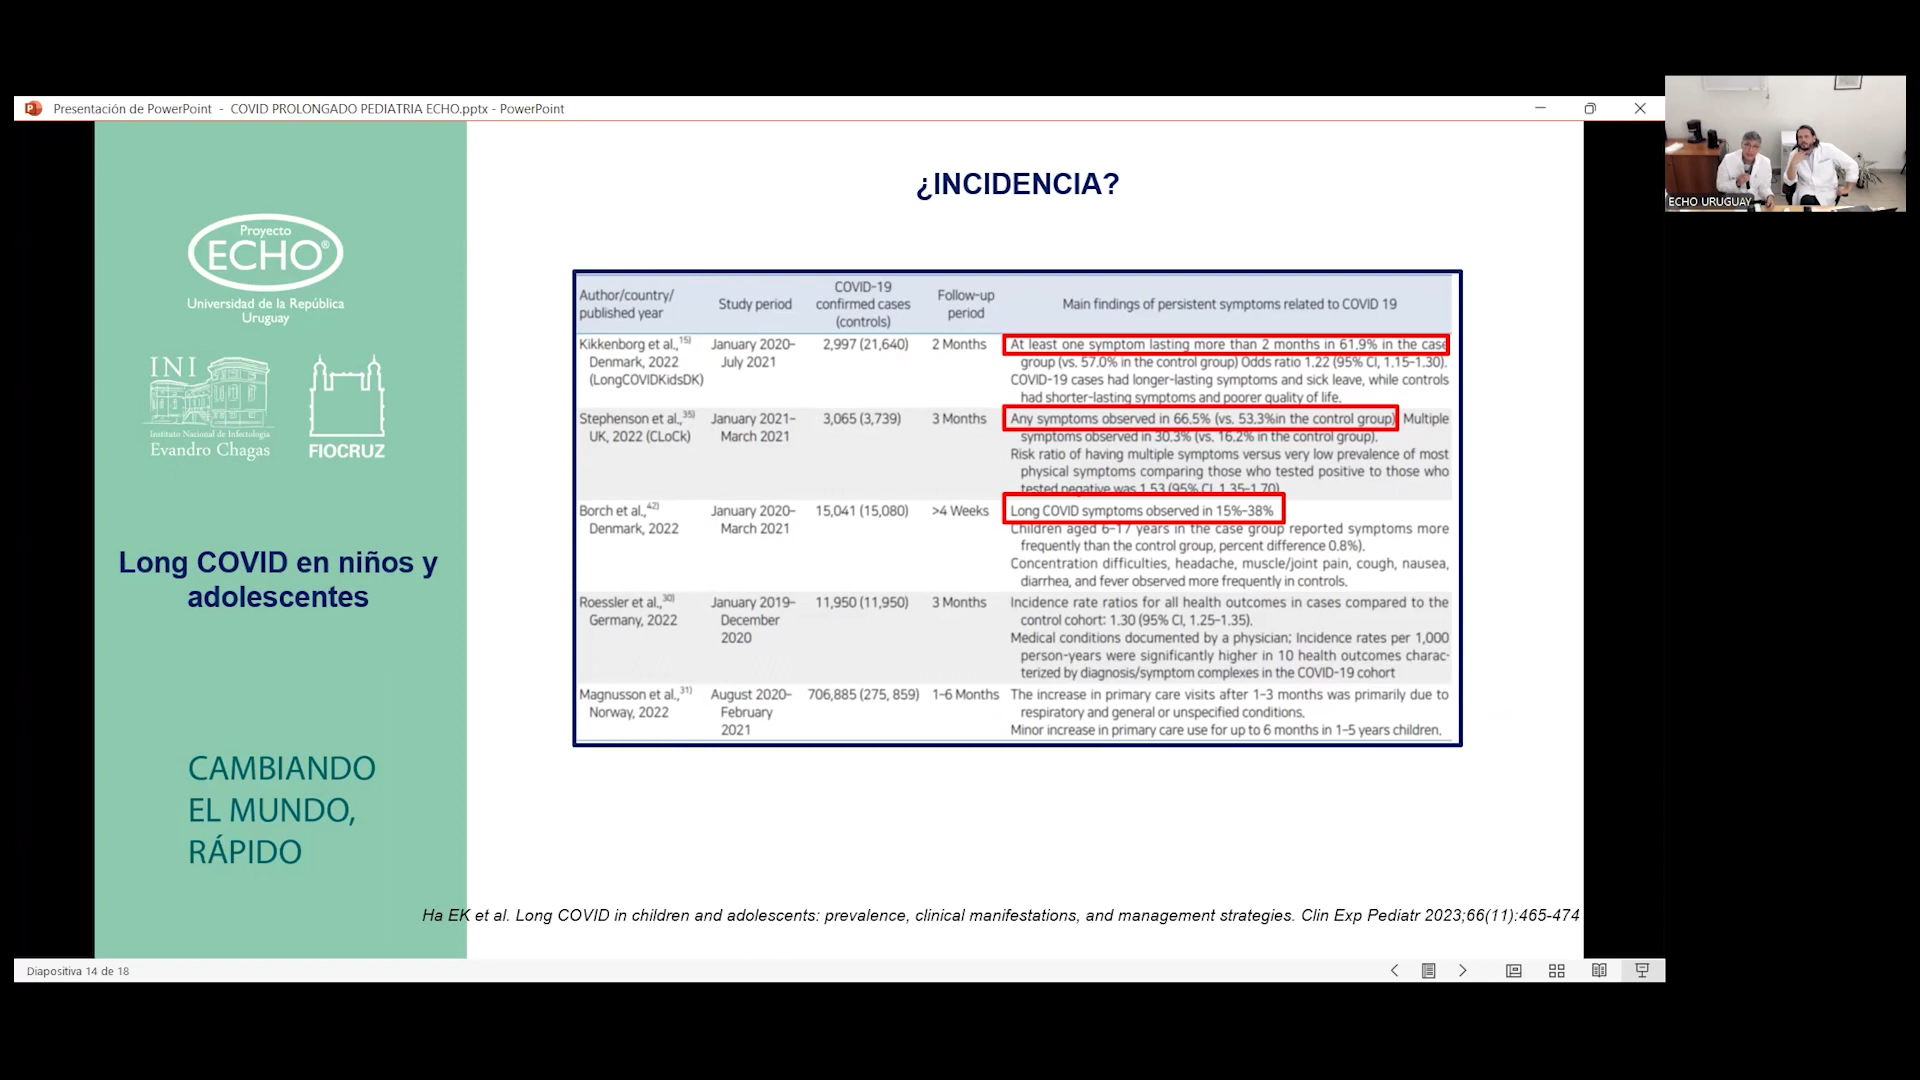 Presentación de PowerPoint - COVID PROLONGADO PEDIATRIA ECHO.pptx - PowerPoint
ECHO URUGUAY
Proyecto
ECHO®
Universidad de la República
Uruguay
INI
Instituto Nacional de Infectologia
Evandro Chagas
FIOCRUZ
Long COVID en niños y
adolescentes
CAMBIANDO
EL MUNDO,
RÁPIDO
¿INCIDENCIA?
Author/country/
published year
Study period
COVID-19
confirmed cases
(controls)
Follow-up
period
Main findings of persistent symptoms related to COVID 19
Kikkenborg et al.,15)
Denmark, 2022
(LongCOVIDKidsDK)
January 2020–
July 2021
2,997 (21,640)
2 Months
At least one symptom lasting more than 2 months in 61.9% in the case
group (vs. 57.0% in the control group) Odds ratio 1.22 (95% CI, 1.15–1.30).
COVID-19 cases had longer-lasting symptoms and sick leave, while controls
had shorter-lasting symptoms and poorer quality of life.
Stephenson et al.,35)
UK, 2022 (CLoCk)
January 2021–
March 2021
3,065 (3,739)
3 Months
Any symptoms observed in 66.5% (vs. 53.3%in the control group) Multiple
symptoms observed in 30.3% (vs. 16.2% in the control group).
Risk ratio of having multiple symptoms versus very low prevalence of most
physical symptoms comparing those who tested positive to those who
tested negative was 1.53 (95% CI, 1.35–1.70)
Borch et al.,42)
Denmark, 2022
January 2020–
March 2021
15,041 (15,080)
>4 Weeks
Long COVID symptoms observed in 15%–38%
Children aged 6–17 years in the case group reported symptoms more
frequently than the control group, percent difference 0.8%).
Concentration difficulties, headache, muscle/joint pain, cough, nausea,
diarrhea, and fever observed more frequently in controls.
Roessler et al.,30)
Germany, 2022
January 2019–
December
2020
11,950 (11,950)
3 Months
Incidence rate ratios for all health outcomes in cases compared to the
control cohort: 1.30 (95% CI, 1.25–1.35).
Medical conditions documented by a physician; Incidence rates per 1,000
person-years were significantly higher in 10 health outcomes charac-
terized by diagnosis/symptom complexes in the COVID-19 cohort
Magnusson et al.,31)
Norway, 2022
August 2020–
February
2021
706,885 (275, 859)
1–6 Months
The increase in primary care visits after 1–3 months was primarily due to
respiratory and general or unspecified conditions.
Minor increase in primary care use for up to 6 months in 1–5 years children.
Ha EK et al. Long COVID in children and adolescents: prevalence, clinical manifestations, and management strategies. Clin Exp Pediatr 2023;66(11):465-474
Diapositiva 14 de 18